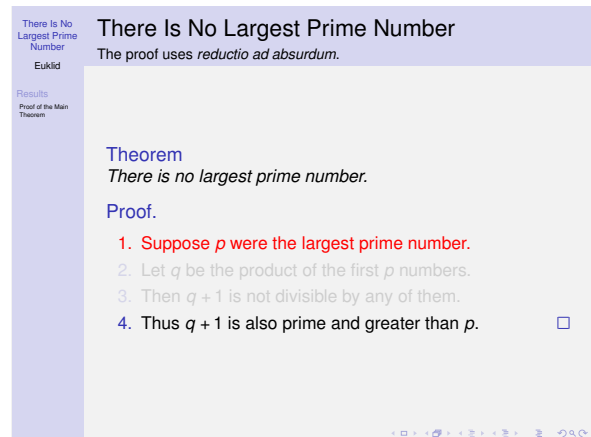 There Is No
Largest Prime
Number
Euklid
Results
Proof of the Main
Theorem
There Is No Largest Prime Number
The proof uses reductio ad absurdum.
Theorem
There is no largest prime number.
Proof.
1. Suppose p were the largest prime number.
2. Let q be the product of the first p numbers.
3. Then q + 1 is not divisible by any of them.
4. Thus q + 1 is also prime and greater than p. □